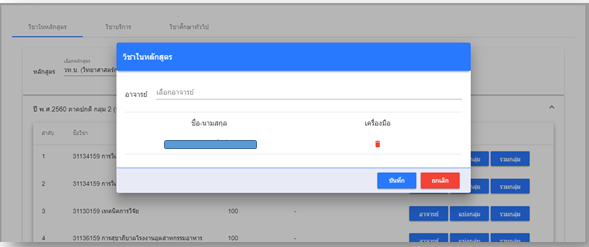 วิชาในหลักสูตร วิชาบริการ วิชาศึกษาทั่วไป
เลือกหลักสูตร
หลักสูตร วท.บ. (วิทยาศาสตร
วิชาในหลักสูตร
อาจารย์ เลือกอาจารย์
ปี พ.ศ.2560 ภาคปกติ กลุ่ม 2
ชื่อ-นามสกุล เครื่องมือ
ลำดับ ชื่อวิชา
1 31134159 การวิ แบ่งกลุ่ม รวมกลุ่ม
บันทึก ยกเลิก
2 31134159 การวิ แบ่งกลุ่ม รวมกลุ่ม
3 31130159 เทคนิคการวิจัย 100 - อาจารย์ แบ่งกลุ่ม รวมกลุ่ม
4 31136159 การสุขาภิบาลโรงงานอุตสาหกรรมอาหาร 100 - อาจารย์ แบ่งกลุ่ม รวมกลุ่ม